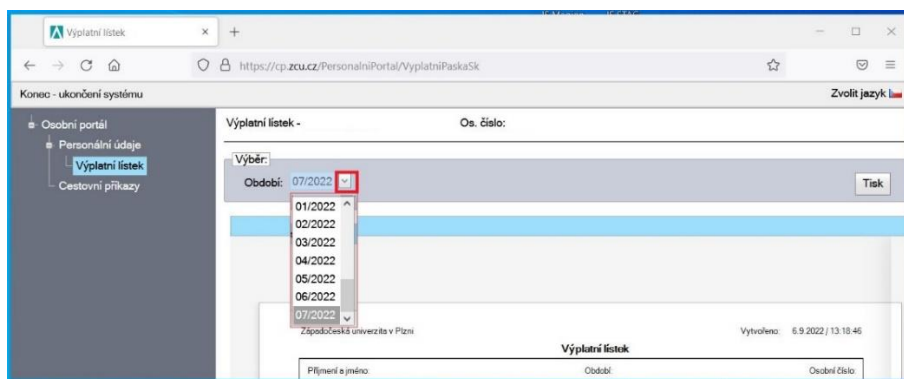 Výplatní lístek
https://cp.zcu.cz/PersonalniPortal/VyplatniPaskaSk
Konec - ukončení systému
Zvolit jazyk
Osobní portál
Personální údaje
Výplatní lístek
Cestovní příkazy
Výplatní lístek - Os. číslo:
Výběr:
Období: 07/2022
Tisk
01/2022
02/2022
03/2022
04/2022
05/2022
06/2022
07/2022
Západočeská univerzita v Plzni
Vytvořeno: 6.9.2022 / 13:18:46
Výplatní lístek
Příjmení a jméno: Období: Osobní číslo: